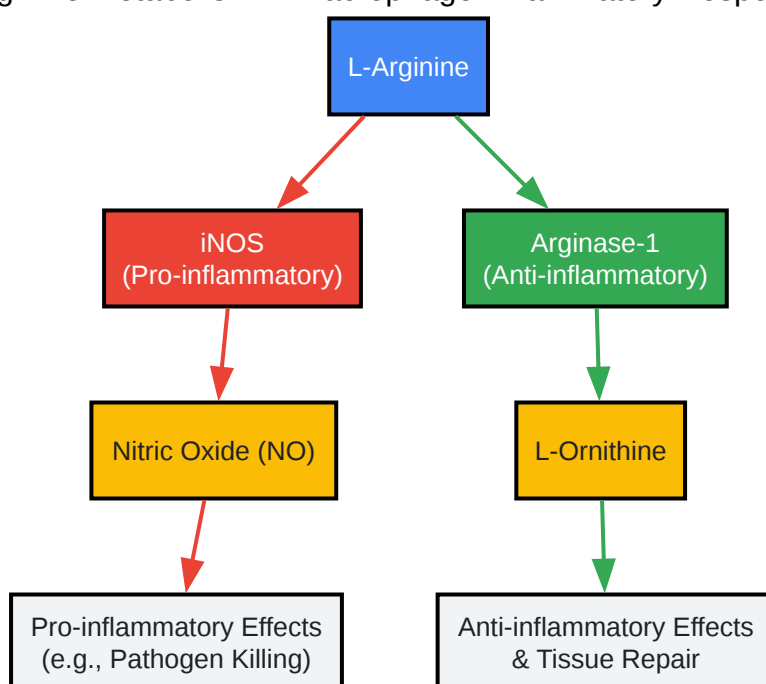 L-Arginine
iNOS
(Pro-inflammatory)
Arginase-1
(Anti-inflammatory)
Nitric Oxide (NO)
L-Ornithine
Pro-inflammatory Effects
(e.g., Pathogen Killing)
Anti-inflammatory Effects
& Tissue Repair